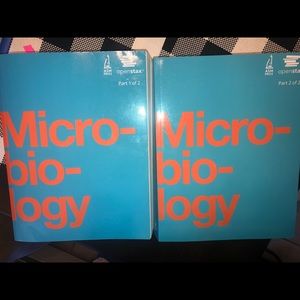 openstax
Part 1 of 2
Micro-
bio-
logy
openstax
Part 2 of 2
Micro-
bio-
logy